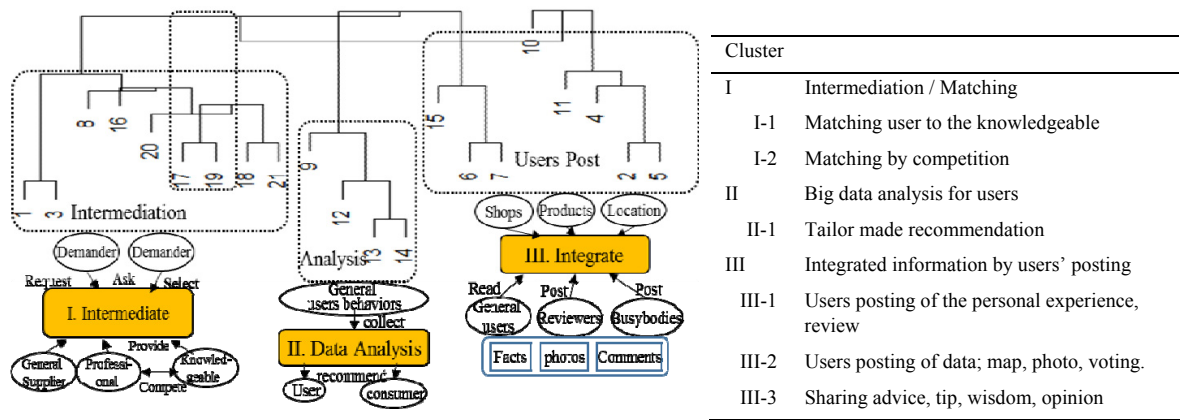 10
8
16
11
4
15
20
9
Users Post
17
19
18
21
6
7
2
5
1
3
Intermediation
12
Shops
Products
Location
Analysis
13
14
Demander
Demander
III. Integrate
Request
Ask
Select
General
users behaviors
Read
Post
Post
I. Intermediate
collect
General
users
Reviewers
Busybodies
Provide
II. Data Analysis
General
Supplier
Professi-
onal
Knowled-
geable
Facts
photos
Comments
Compete
recommend
User
consumer
Cluster
I Intermediation / Matching
I-1 Matching user to the knowledgeable
I-2 Matching by competition
II Big data analysis for users
II-1 Tailor made recommendation
III Integrated information by users’ posting
III-1 Users posting of the personal experience,
review
III-2 Users posting of data; map, photo, voting.
III-3 Sharing advice, tip, wisdom, opinion